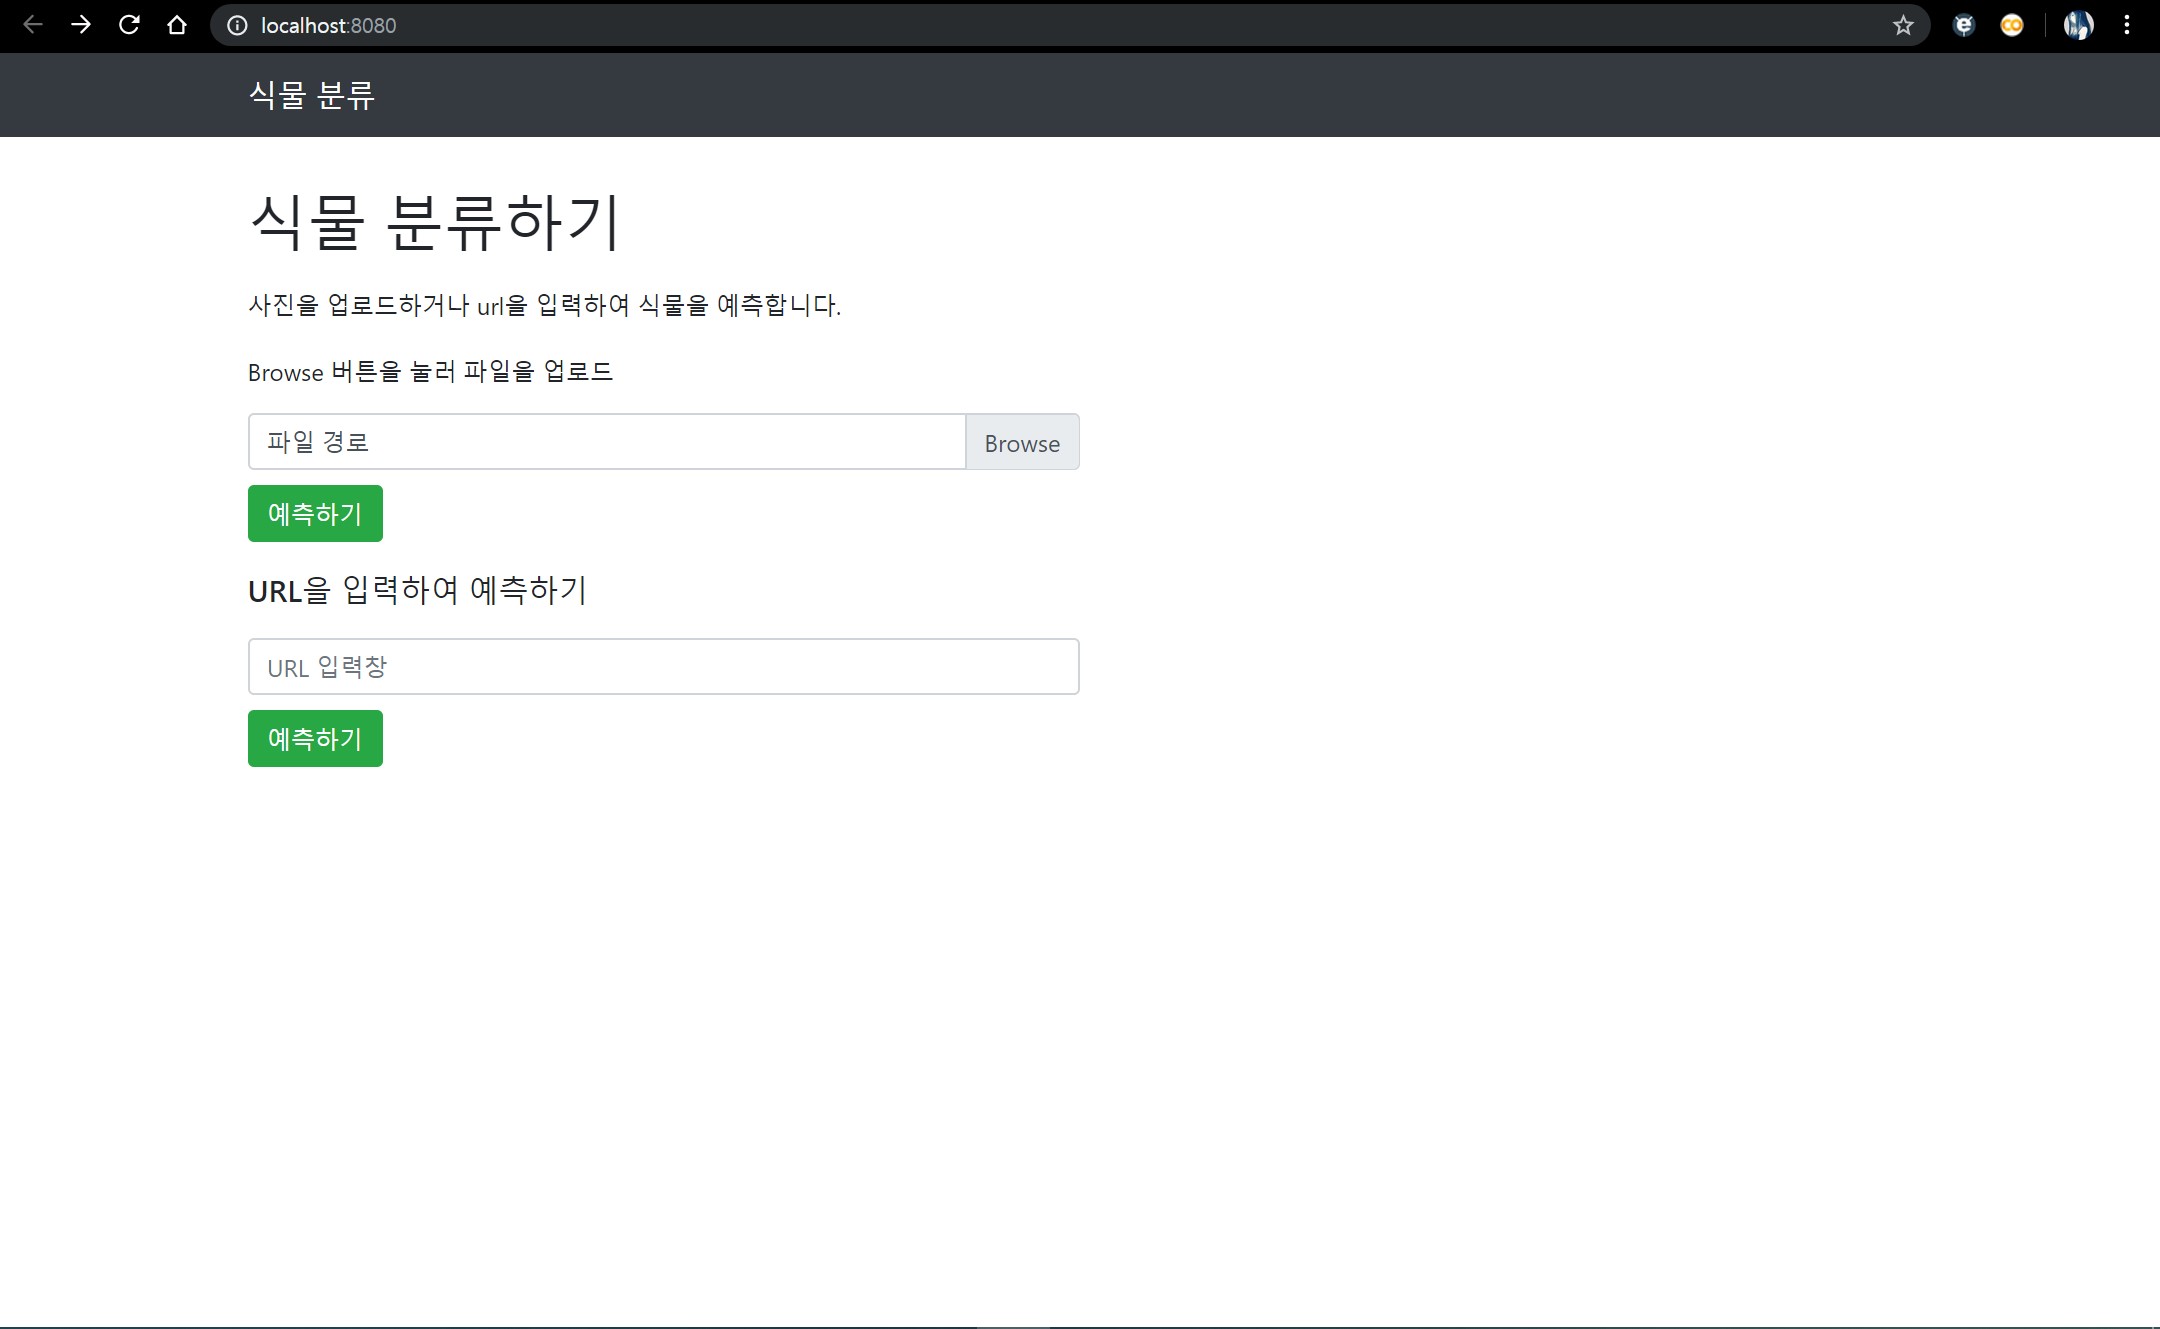 localhost:8080
식물 분류
식물 분류하기
사진을 업로드하거나 url을 입력하여 식물을 예측합니다.
Browse 버튼을 눌러 파일을 업로드
파일 경로 Browse
예측하기
URL을 입력하여 예측하기
URL 입력창
예측하기